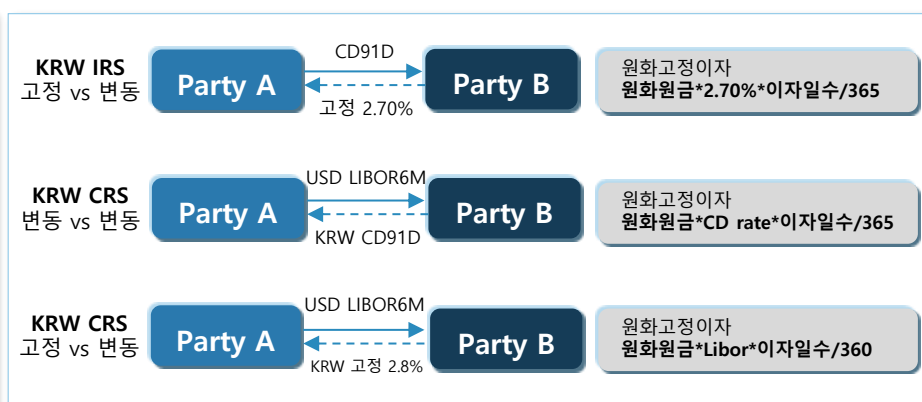 KRW IRS
고정 vs 변동
Party A
CD91D
고정 2.70%
Party B
원화고정이자
원화원금*2.70%*이자일수/365
KRW CRS
변동 vs 변동
Party A
USD LIBOR6M
KRW CD91D
Party B
원화고정이자
원화원금*CD rate*이자일수/365
KRW CRS
고정 vs 변동
Party A
USD LIBOR6M
KRW 고정 2.8%
Party B
원화고정이자
원화원금*Libor*이자일수/360